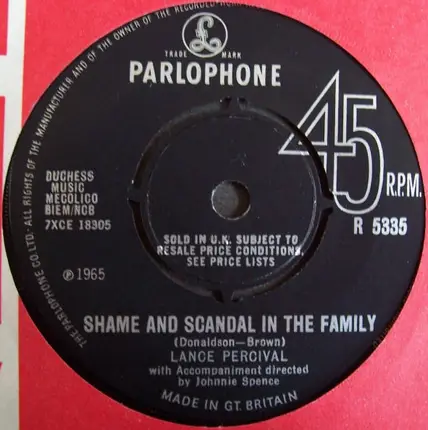 AND OF THE OWNER OF THE RECORDED
THE PARLOPHONE CO. LTD. ALL RIGHTS OF THE MANUFACTURER
£
TRADE MARK
PARLOPHONE
45
R.P.M.
R 5335
DUCHESS
MUSIC
MECOLICO
BIEM/NCB
7XCE 18305
SOLD IN U.K. SUBJECT TO
RESALE PRICE CONDITIONS,
SEE PRICE LISTS
Ⓟ1965
SHAME AND SCANDAL IN THE FAMILY
(Donaldson—Brown)
LANCE PERCIVAL
with Accompaniment directed
by Johnnie Spence
MADE IN GT. BRITAIN